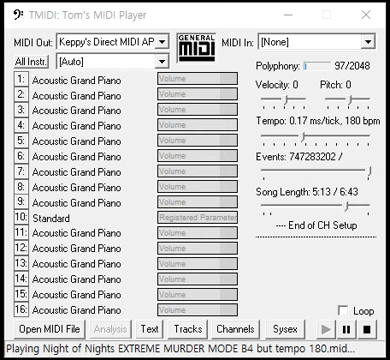 TMIDI: Tom's MIDI Player
MIDI Out: Keppy's Direct MIDI AP
GENERAL MIDI
MIDI In: [None]
All Instr. [Auto]
Polyphony: 97/2048
1: Acoustic Grand Piano Volume
2: Acoustic Grand Piano Volume
Velocity: 0 Pitch: 0
3: Acoustic Grand Piano Volume
4: Acoustic Grand Piano Volume
Tempo: 0.17 ms/tick, 180 bpm
5: Acoustic Grand Piano Volume
6: Acoustic Grand Piano Volume
Events: 747283202 /
7: Acoustic Grand Piano Volume
8: Acoustic Grand Piano Volume
Song Length: 5:13 / 6:43
9: Acoustic Grand Piano Volume
10: Standard Registered Parameter
---- End of CH Setup
11: Acoustic Grand Piano Volume
12: Acoustic Grand Piano Volume
13: Acoustic Grand Piano Volume
14: Acoustic Grand Piano Volume
15: Acoustic Grand Piano Volume
16: Acoustic Grand Piano Volume
Loop
Open MIDI File Analysis Text Tracks Channels Sysex
Playing Night of Nights EXTREME MURDER MODE B4 but tempo 180.mid...